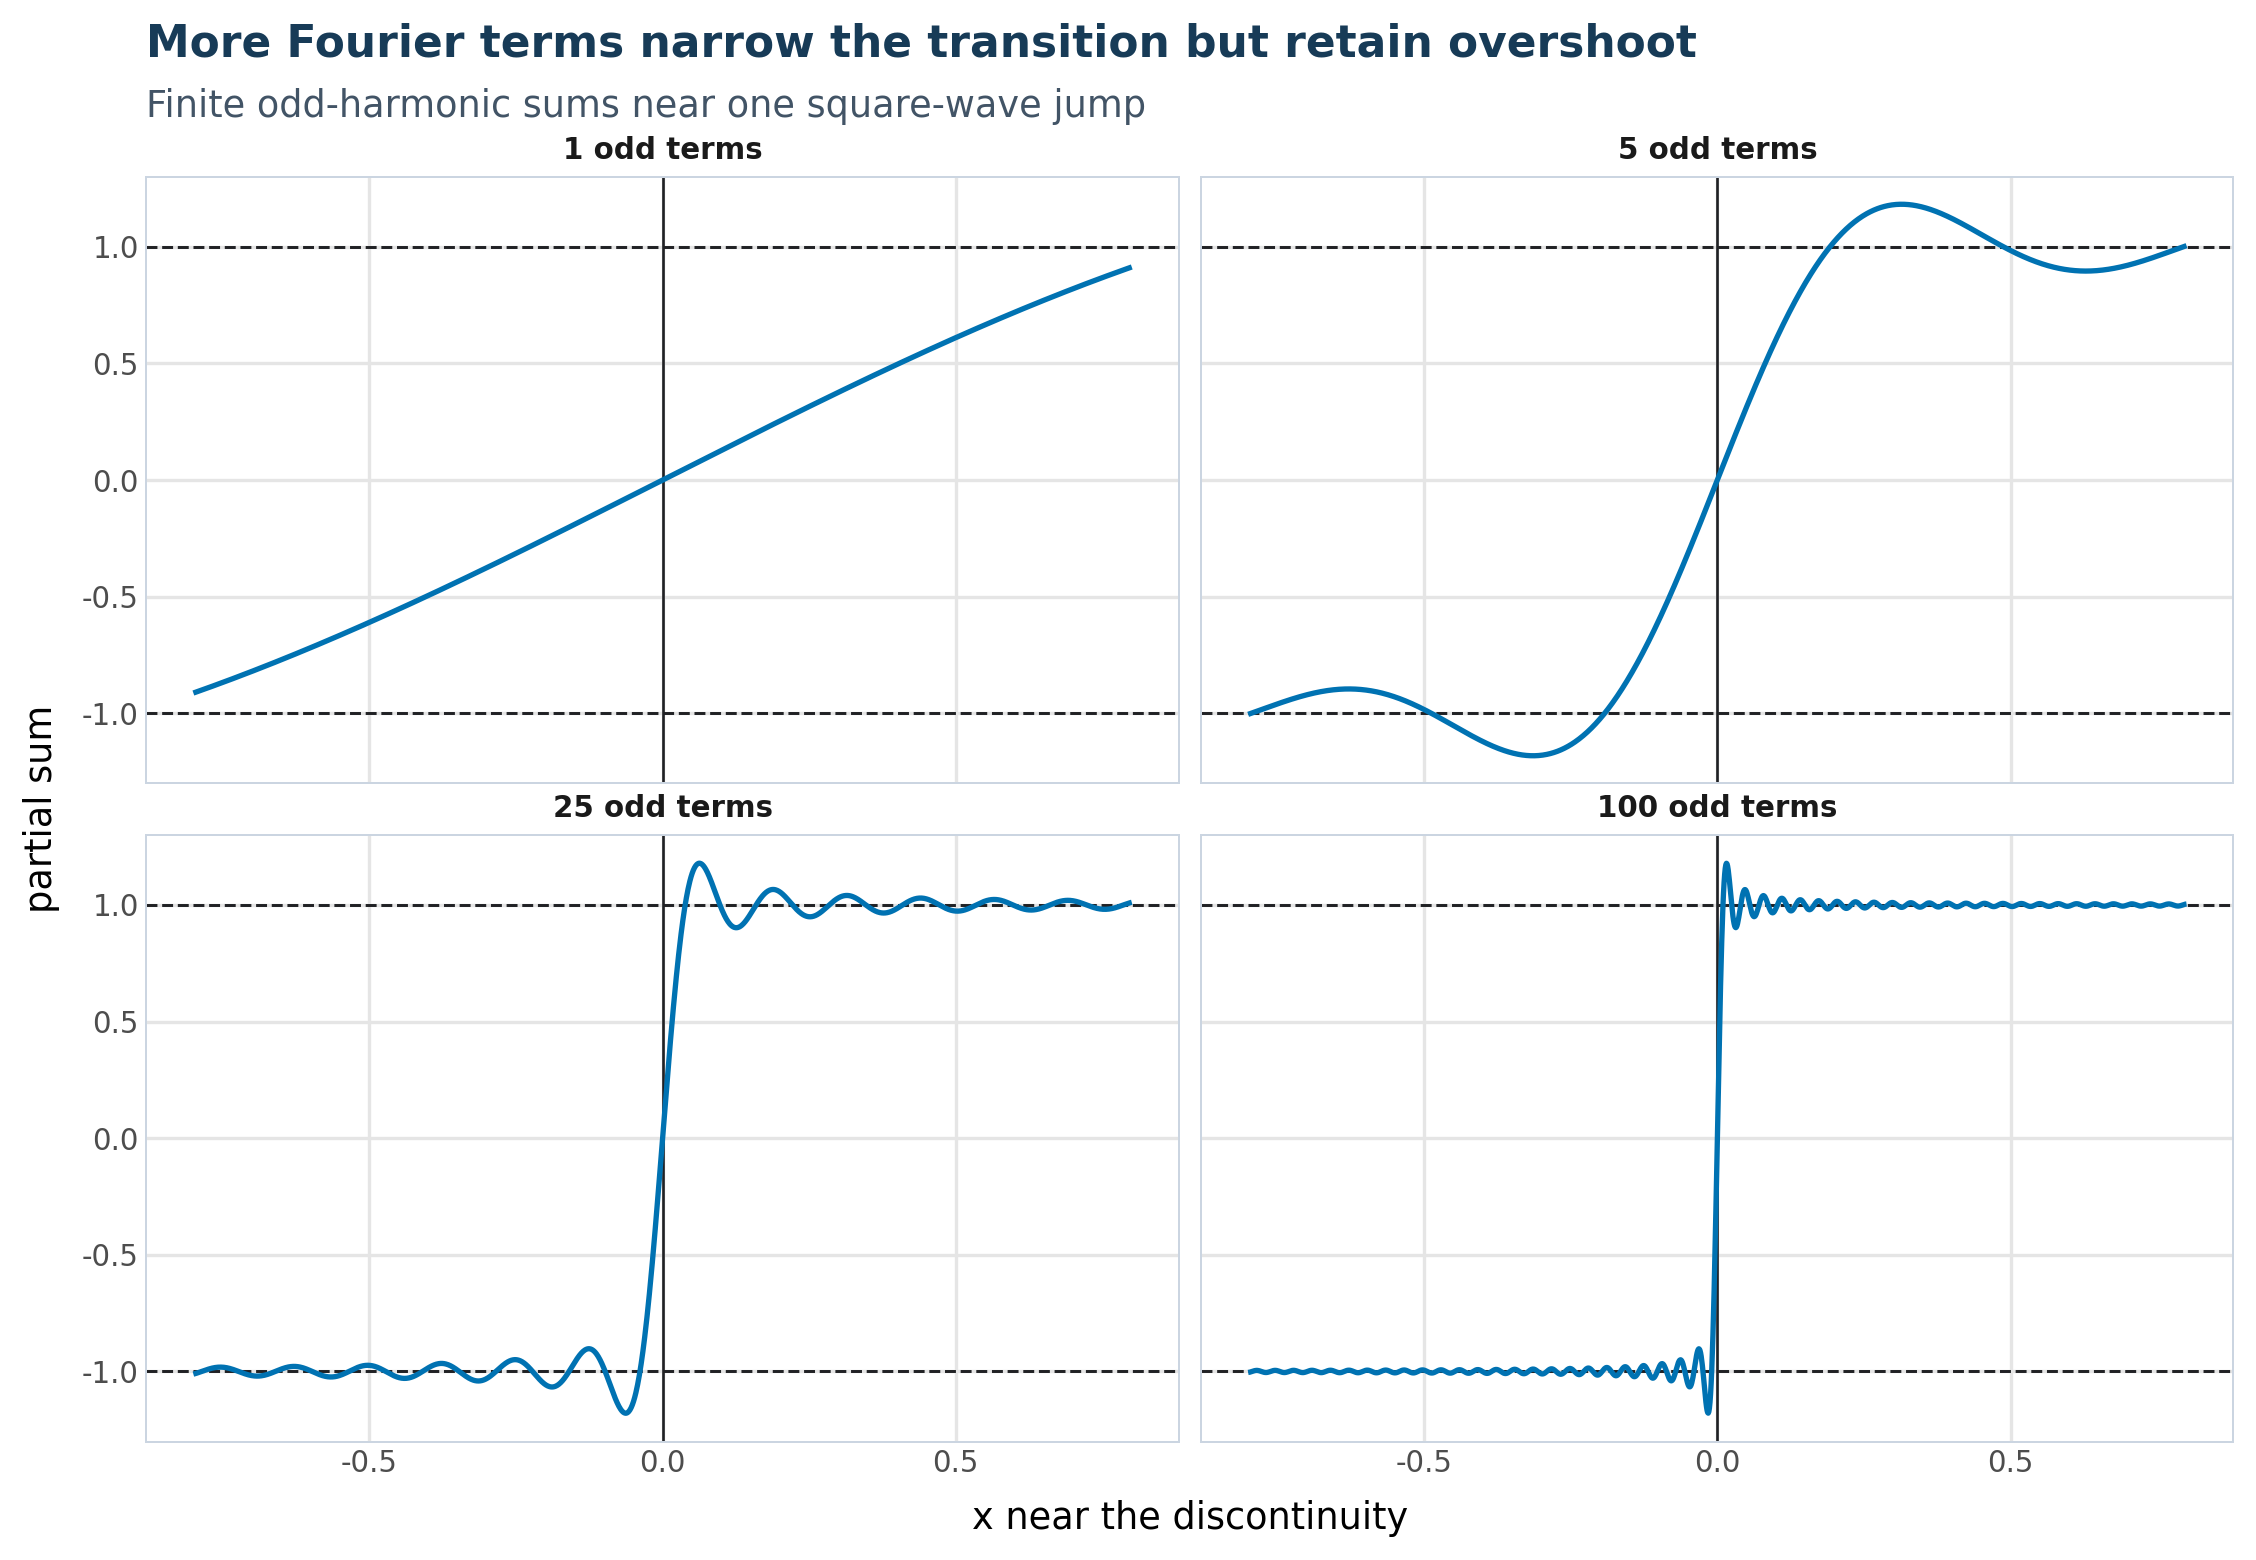 More Fourier terms narrow the transition but retain overshoot
Finite odd-harmonic sums near one square-wave jump
1 odd terms
5 odd terms
1.0
0.5
0.0
-0.5
-1.0
25 odd terms
100 odd terms
1.0
0.5
0.0
-0.5
-1.0
-0.5 0.0 0.5
-0.5 0.0 0.5
x near the discontinuity
partial sum